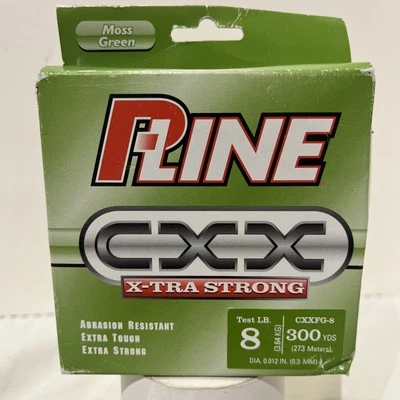 Moss
Green
P-LINE
CXX
X-TRA STRONG
Abrasion Resistant
Extra Tough
Extra Strong
Test LB.
8
(3.64 KG)
CXXFG-8
300 YDS
(273 Meters)
DIA. 0.012 IN. (0.3 MM)